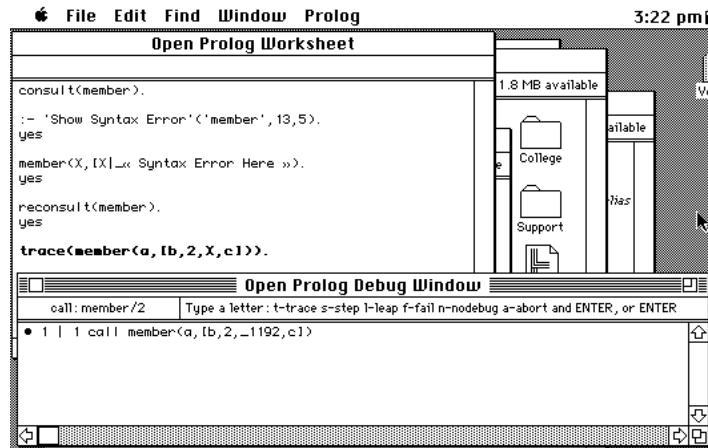 File Edit Find Window Prolog 3:22 pm
Open Prolog Worksheet
consult(member).
:- 'Show Syntax Error'('member',13,5).
yes
member(X,[X|_« Syntax Error Here »).
yes
reconsult(member).
yes
trace(member(a,[b,2,X,c])).
1.8 MB available
ailable
College
lias
Support
Open Prolog Debug Window
call: member/2
Type a letter: t-trace s-step l-leap f-fail n-nodebug a-abort and ENTER, or ENTER
● 1 | 1 call member(a,[b,2,_1192,c])